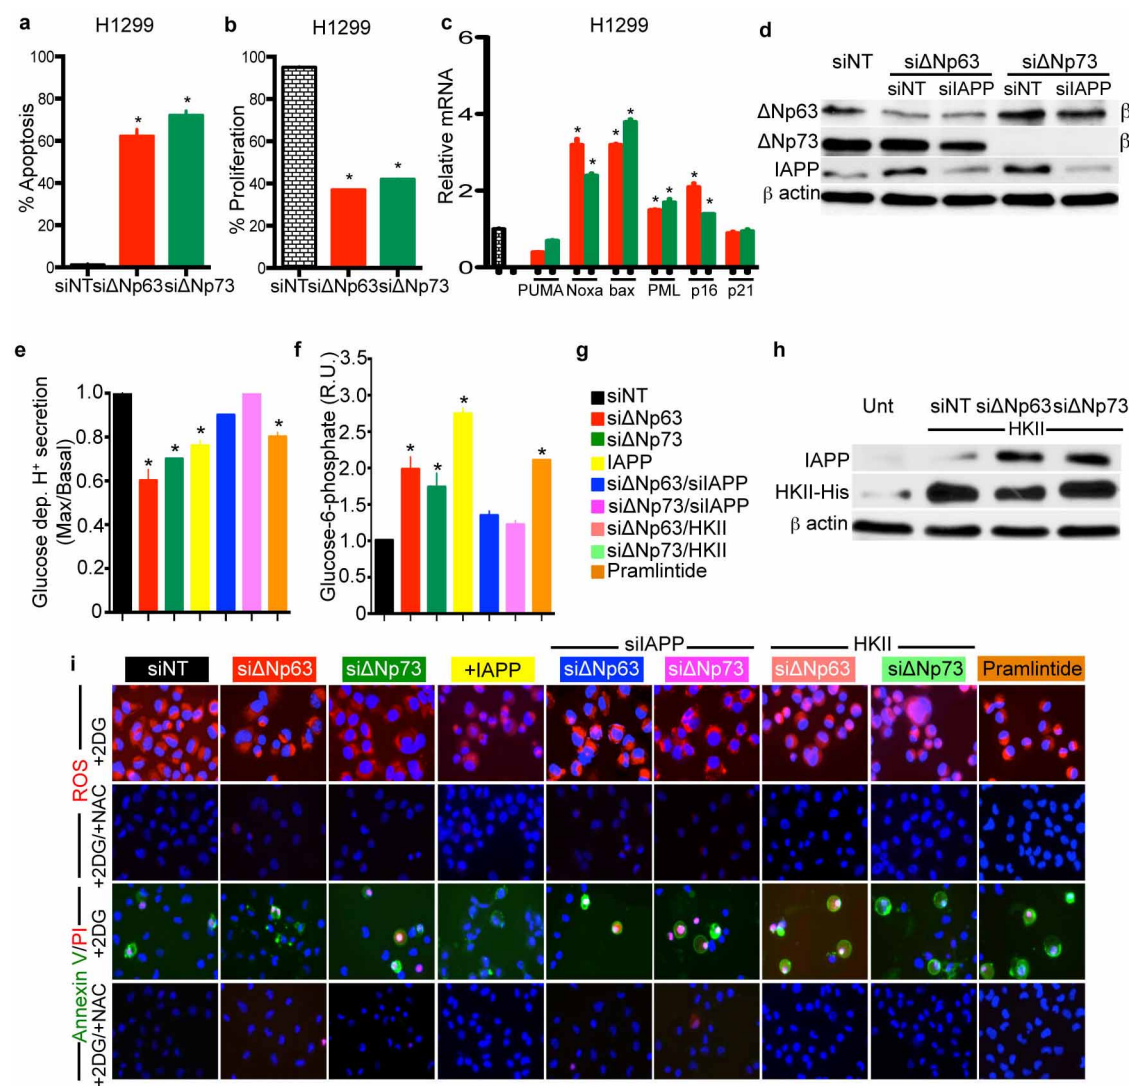 a
H1299
% Apoptosis
100
80
60
40
20
0
* *
siNT siΔNp63 siΔNp73
b
H1299
% Proliferation
100
80
60
40
20
0
* *
siNT siΔNp63 siΔNp73
c
H1299
Relative mRNA
6
4
2
0
* * * * * * * *
PUMA Noxa bax PML p16 p21
d
siNT siΔNp63 siΔNp73
siNT siIAPP siNT siIAPP
ΔNp63 β
ΔNp73 β
IAPP
β actin
e
Glucose dep. H⁺ secretion
(Max/Basal)
1.0
0.8
0.6
0.4
0.2
0
* * * *
f
Glucose-6-phosphate (R.U.)
3.5
3.0
2.5
2.0
1.5
1.0
0.5
0
* * * *
g
siNT
siΔNp63
siΔNp73
IAPP
siΔNp63/siIAPP
siΔNp73/siIAPP
siΔNp63/HKII
siΔNp73/HKII
Pramlintide
h
Unt siNT siΔNp63 siΔNp73
HKII
IAPP
HKII-His
β actin
i
siIAPP HKII
siNT siΔNp63 siΔNp73 +IAPP siΔNp63 siΔNp73 siΔNp63 siΔNp73 Pramlintide
ROS
+2DG
+2DG/+NAC
Annexin V/PI
+2DG
+2DG/+NAC